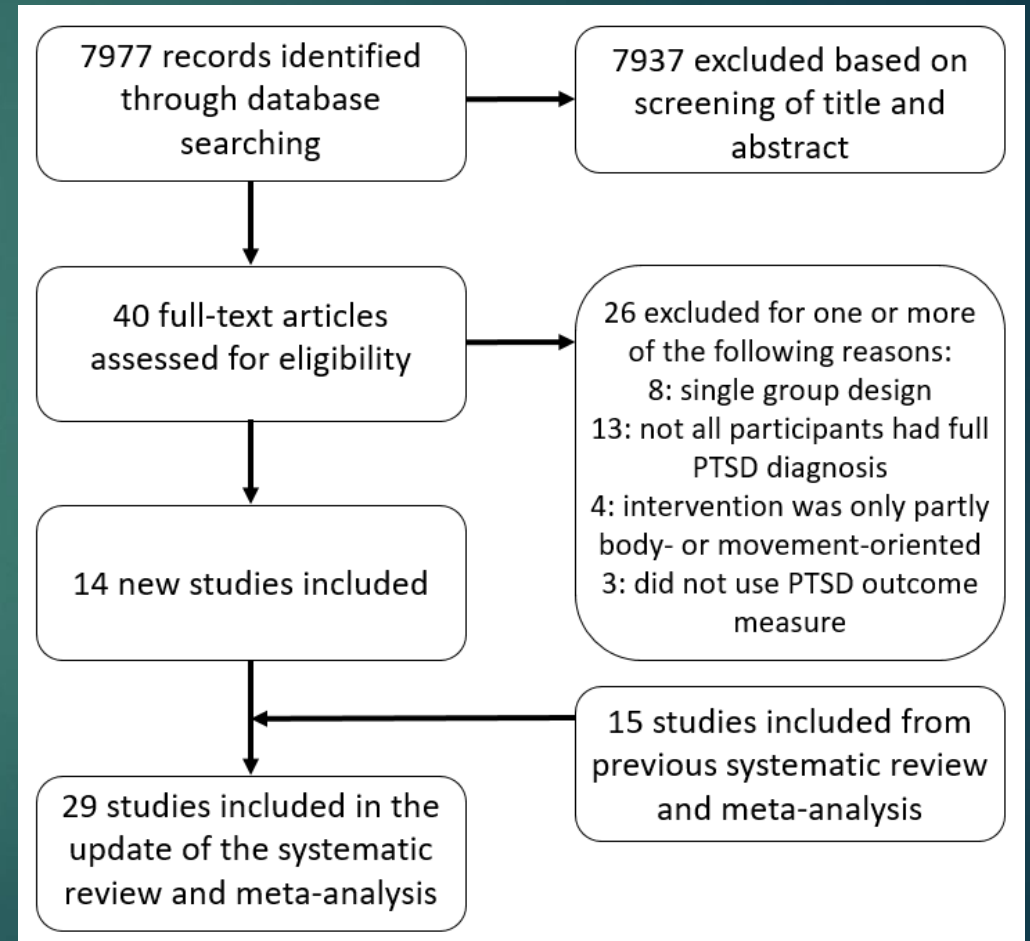 7977 records identified
through database
searching
7937 excluded based on
screening of title and
abstract
40 full-text articles
assessed for eligibility
26 excluded for one or more
of the following reasons:
8: single group design
13: not all participants had full
PTSD diagnosis
4: intervention was only partly
body- or movement-oriented
3: did not use PTSD outcome
measure
14 new studies included
15 studies included from
previous systematic review
and meta-analysis
29 studies included in the
update of the systematic
review and meta-analysis